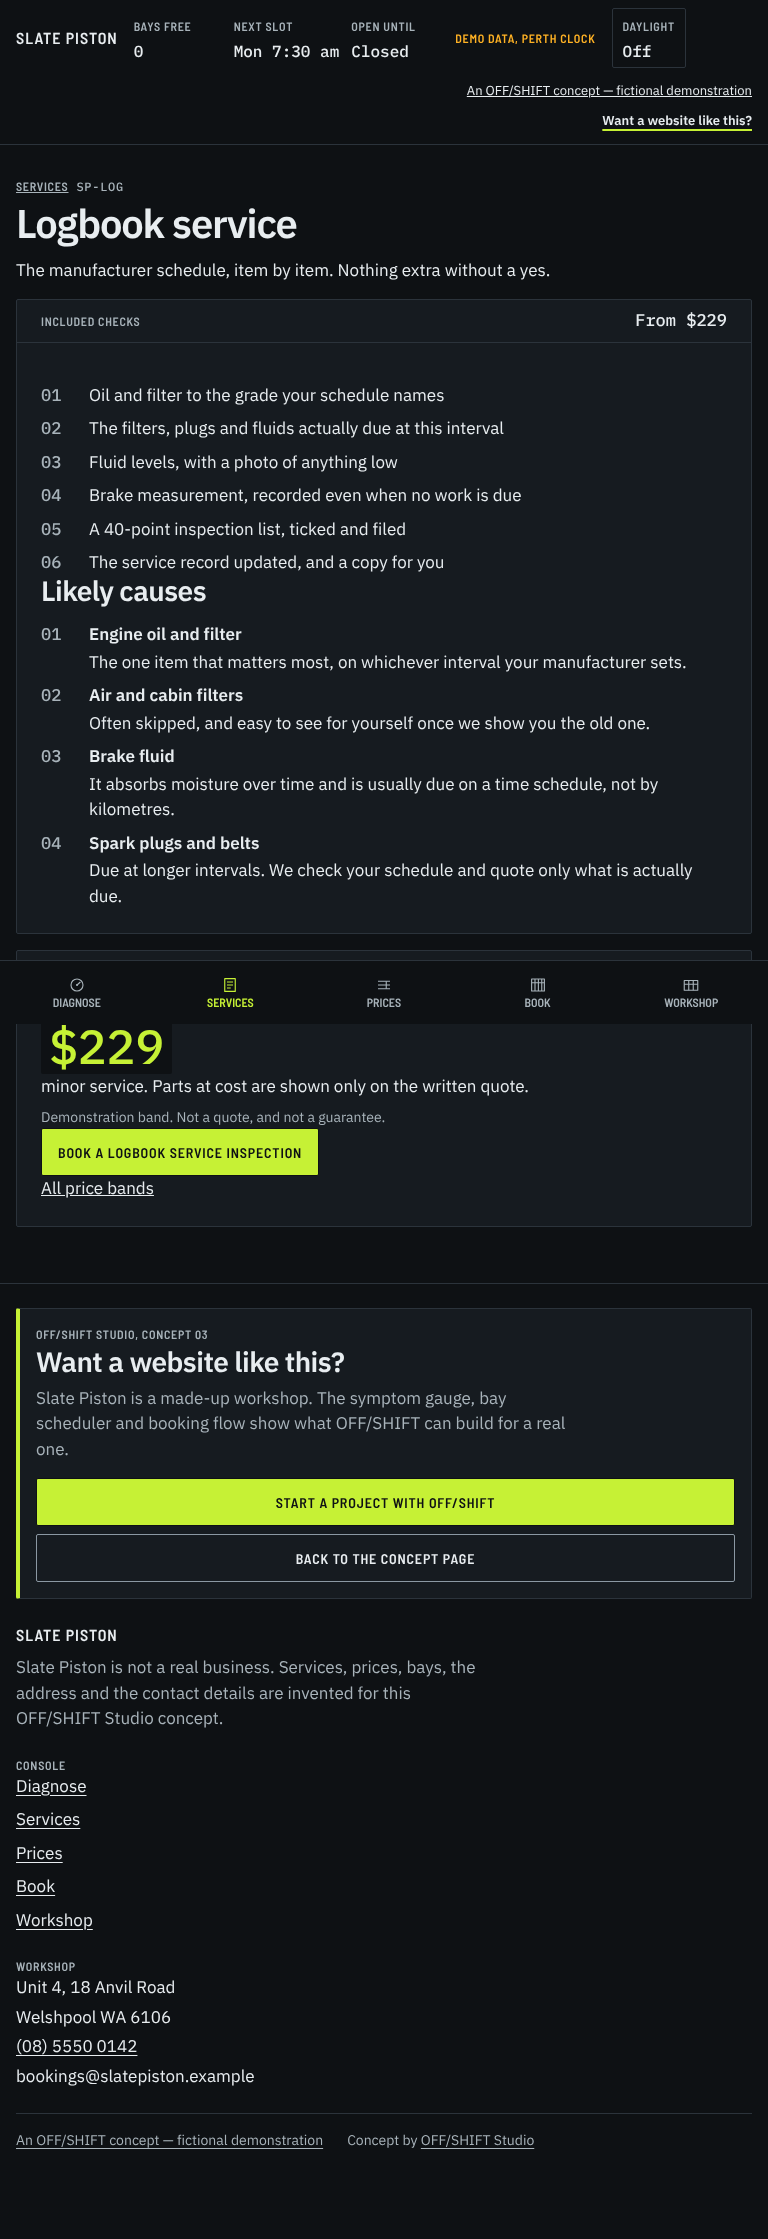 SLATE PISTON
BAYS FREE
0
NEXT SLOT
Mon 7:30 am
OPEN UNTIL
Closed
DEMO DATA, PERTH CLOCK
DAYLIGHT
Off
An OFF/SHIFT concept — fictional demonstration
Want a website like this?
SERVICES SP-LOG
Logbook service
The manufacturer schedule, item by item. Nothing extra without a yes.
INCLUDED CHECKS
From $229
01 Oil and filter to the grade your schedule names
02 The filters, plugs and fluids actually due at this interval
03 Fluid levels, with a photo of anything low
04 Brake measurement, recorded even when no work is due
05 A 40-point inspection list, ticked and filed
06 The service record updated, and a copy for you
Likely causes
01 Engine oil and filter
The one item that matters most, on whichever interval your manufacturer sets.
02 Air and cabin filters
Often skipped, and easy to see for yourself once we show you the old one.
03 Brake fluid
It absorbs moisture over time and is usually due on a time schedule, not by
kilometres.
04 Spark plugs and belts
Due at longer intervals. We check your schedule and quote only what is actually
due.
DIAGNOSE
SERVICES
PRICES
BOOK
WORKSHOP
$229
minor service. Parts at cost are shown only on the written quote.
Demonstration band. Not a quote, and not a guarantee.
BOOK A LOGBOOK SERVICE INSPECTION
All price bands
OFF/SHIFT STUDIO, CONCEPT 03
Want a website like this?
Slate Piston is a made-up workshop. The symptom gauge, bay
scheduler and booking flow show what OFF/SHIFT can build for a real
one.
START A PROJECT WITH OFF/SHIFT
BACK TO THE CONCEPT PAGE
SLATE PISTON
Slate Piston is not a real business. Services, prices, bays, the
address and the contact details are invented for this
OFF/SHIFT Studio concept.
CONSOLE
Diagnose
Services
Prices
Book
Workshop
WORKSHOP
Unit 4, 18 Anvil Road
Welshpool WA 6106
(08) 5550 0142
bookings@slatepiston.example
An OFF/SHIFT concept — fictional demonstration
Concept by OFF/SHIFT Studio